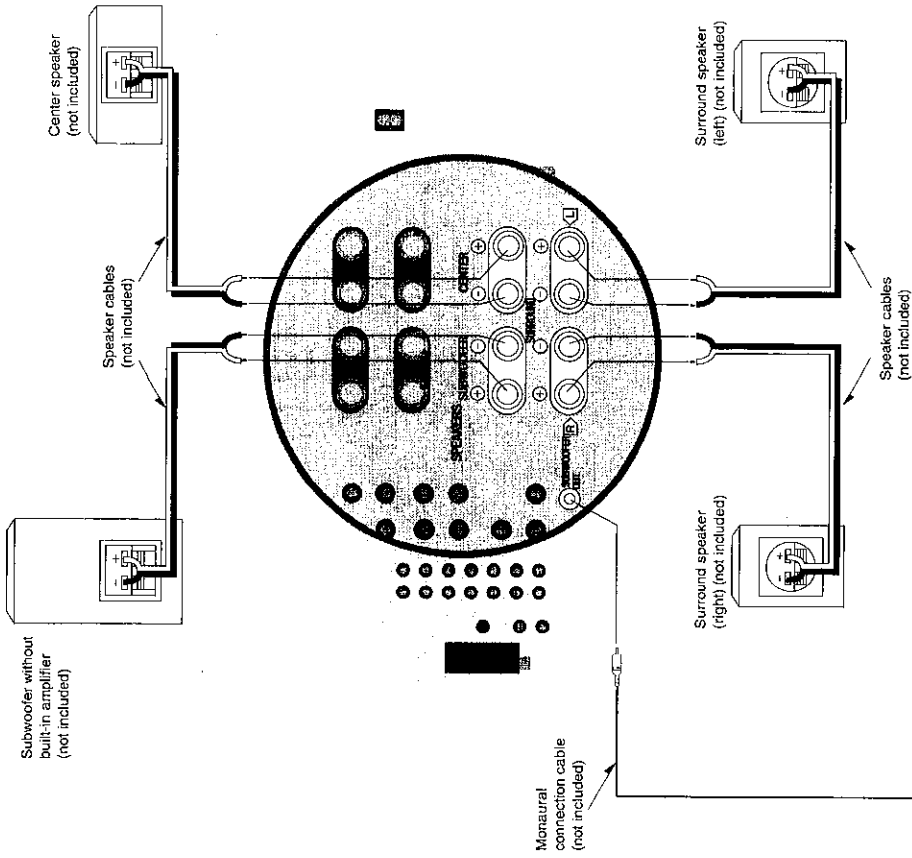 Center speaker
(not included)
Surround speaker
(left) (not included)
Speaker cables
(not included)
Speaker cables
(not included)
SPEAKERS
SUBWOOFER
CENTER
SURROUND
L
R
SUBWOOFER
OUT
+
−
+
−
+
−
+
−
+
−
+
−
+
+
+
Subwoofer without
built-in amplifier
(not included)
Surround speaker
(right) (not included)
Monaural
connection cable
(not included)